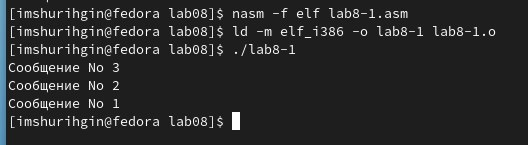 [imshurihgin@fedora lab08]$ nasm -f elf lab8-1.asm
[imshurihgin@fedora lab08]$ ld -m elf_i386 -o lab8-1 lab8-1.o
[imshurihgin@fedora lab08]$ ./lab8-1
Сообщение No 3
Сообщение No 2
Сообщение No 1
[imshurihgin@fedora lab08]$